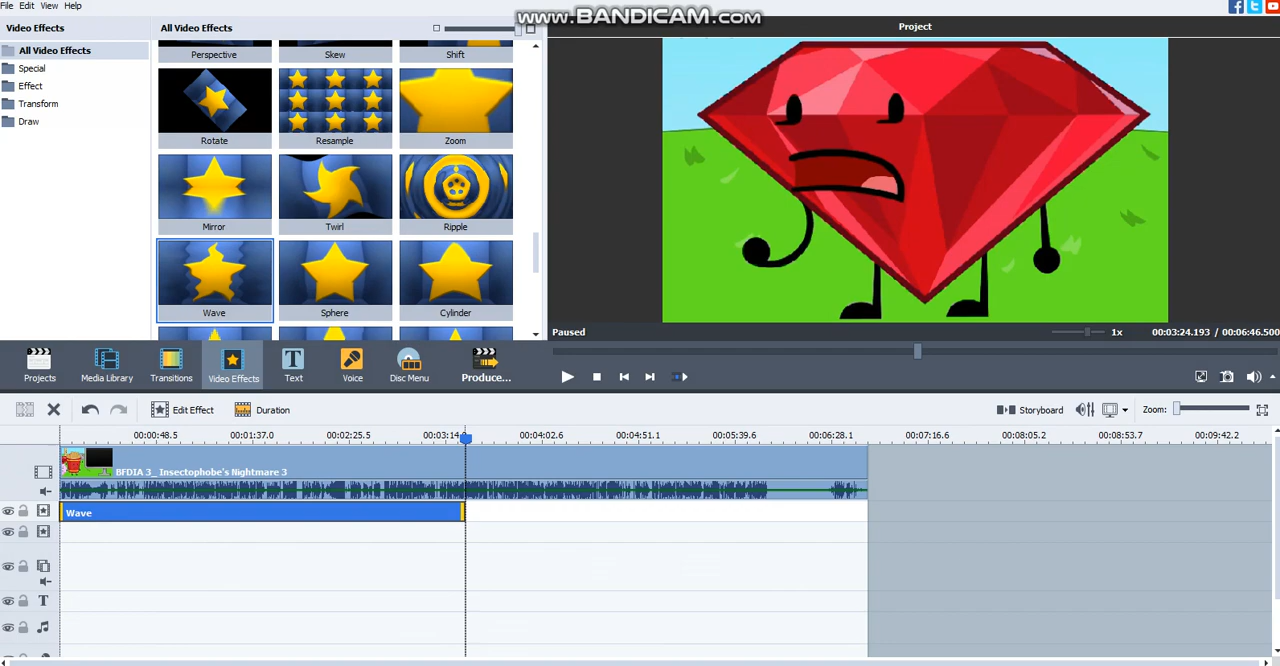 www.BANDICAM.com
File Edit View Help
Video Effects
All Video Effects
Project
All Video Effects
Special
Effect
Transform
Draw
Perspective Skew Shift
Rotate Resample Zoom
Mirror Twirl Ripple
Wave Sphere Cylinder
Paused 1x 00:03:24.193 / 00:06:46.500
Projects Media Library Transitions Video Effects Text Voice Disc Menu Produce...
Edit Effect Duration Storyboard Zoom:
00:00:48.5 00:01:37.0 00:02:25.5 00:03:14. 00:04:02.6 00:04:51.1 00:05:39.6 00:06:28.1 00:07:16.6 00:08:05.2 00:08:53.7 00:09:42.2
BFDIA 3_ Insectophobe's Nightmare 3
Wave
T